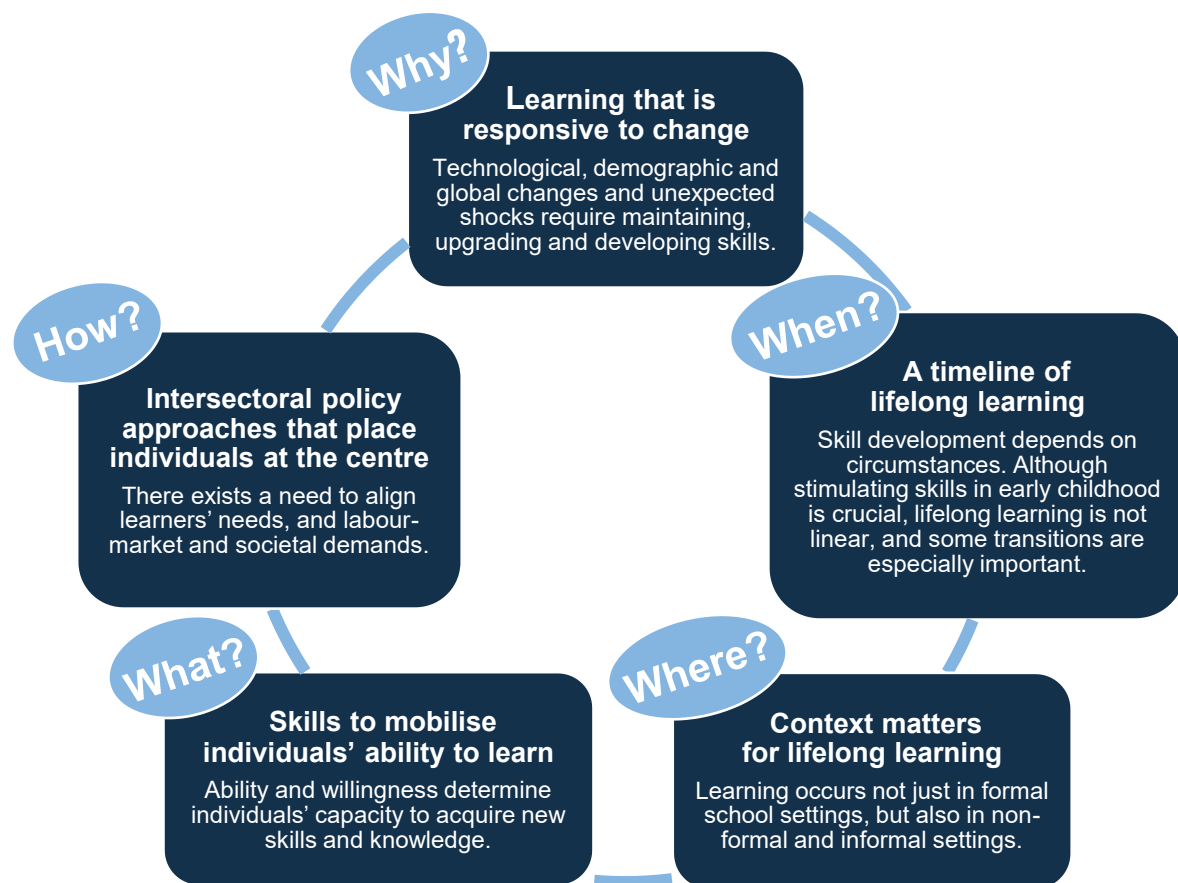 Why?
Learning that is
responsive to change
Technological, demographic and
global changes and unexpected
shocks require maintaining,
upgrading and developing skills.
When?
A timeline of
lifelong learning
Skill development depends on
circumstances. Although
stimulating skills in early childhood
is crucial, lifelong learning is not
linear, and some transitions are
especially important.
Where?
Context matters
for lifelong learning
Learning occurs not just in formal
school settings, but also in non-
formal and informal settings.
What?
Skills to mobilise
individuals’ ability to learn
Ability and willingness determine
individuals’ capacity to acquire new
skills and knowledge.
How?
Intersectoral policy
approaches that place
individuals at the centre
There exists a need to align
learners’ needs, and labour-
market and societal demands.